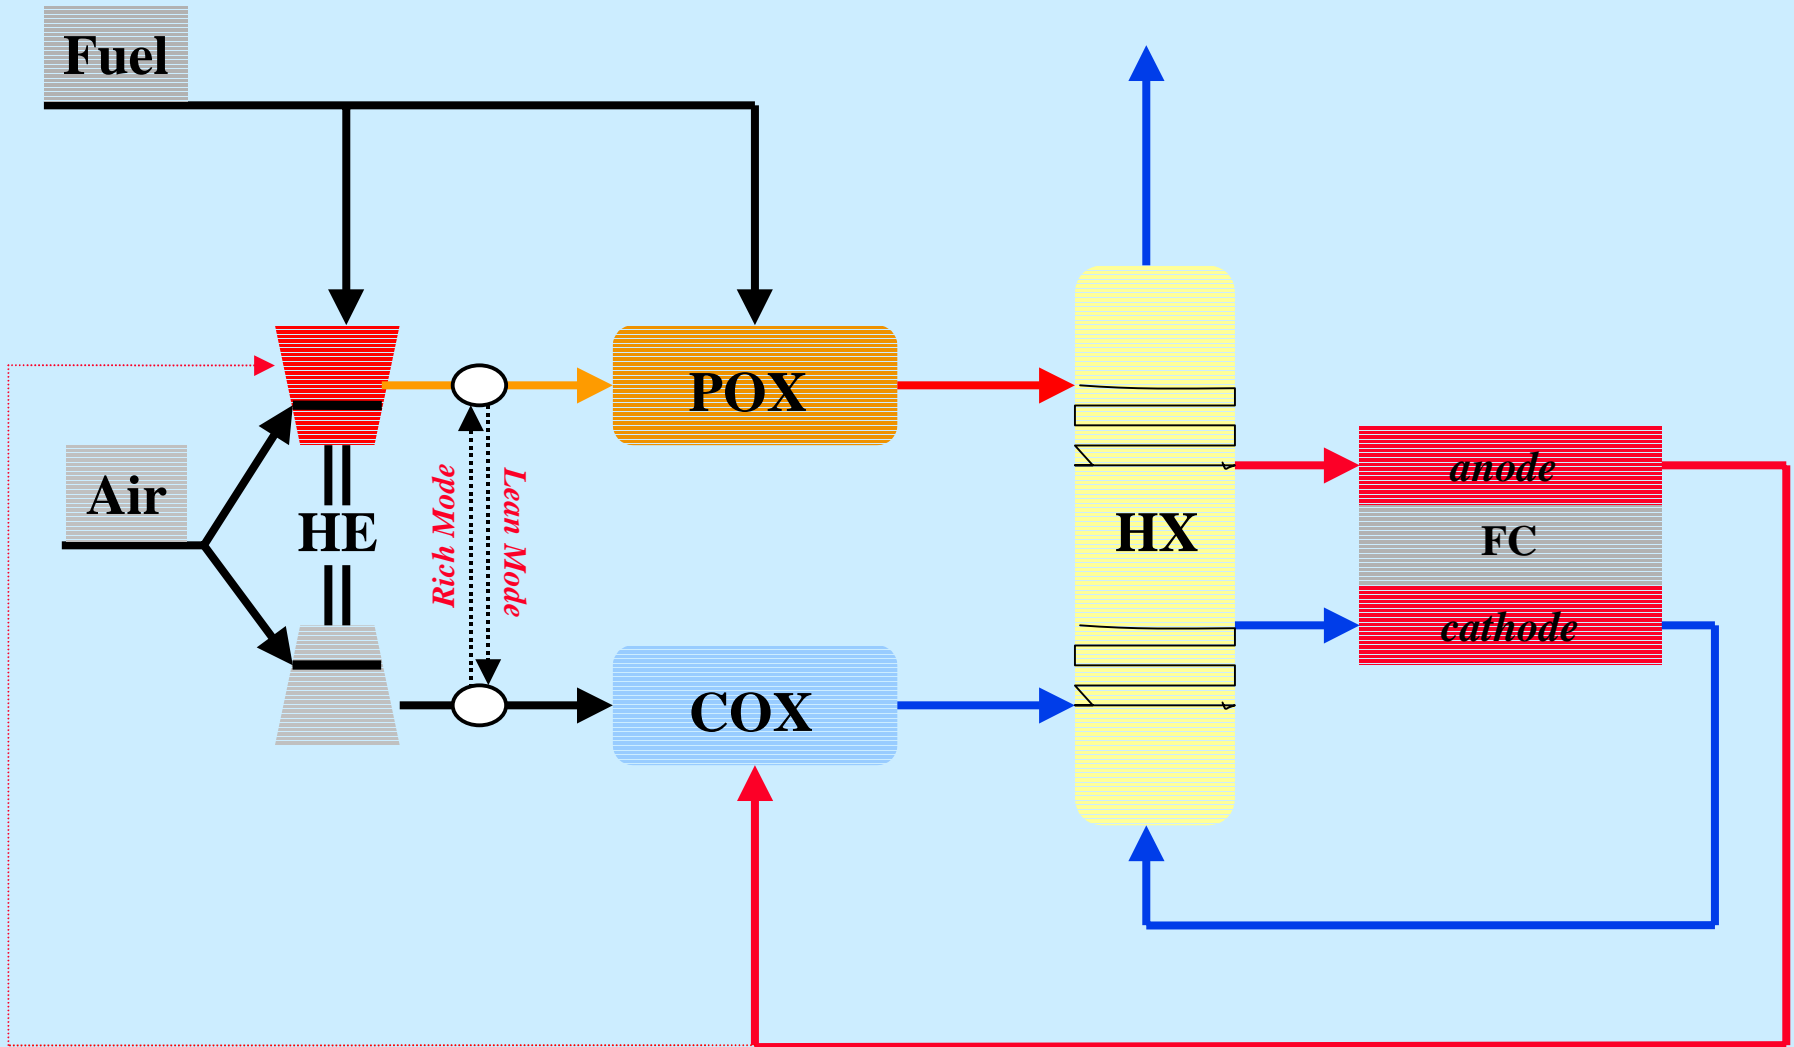 Fuel
POX
anode
Air
HE
Rich Mode
Lean Mode
HX
FC
cathode
COX